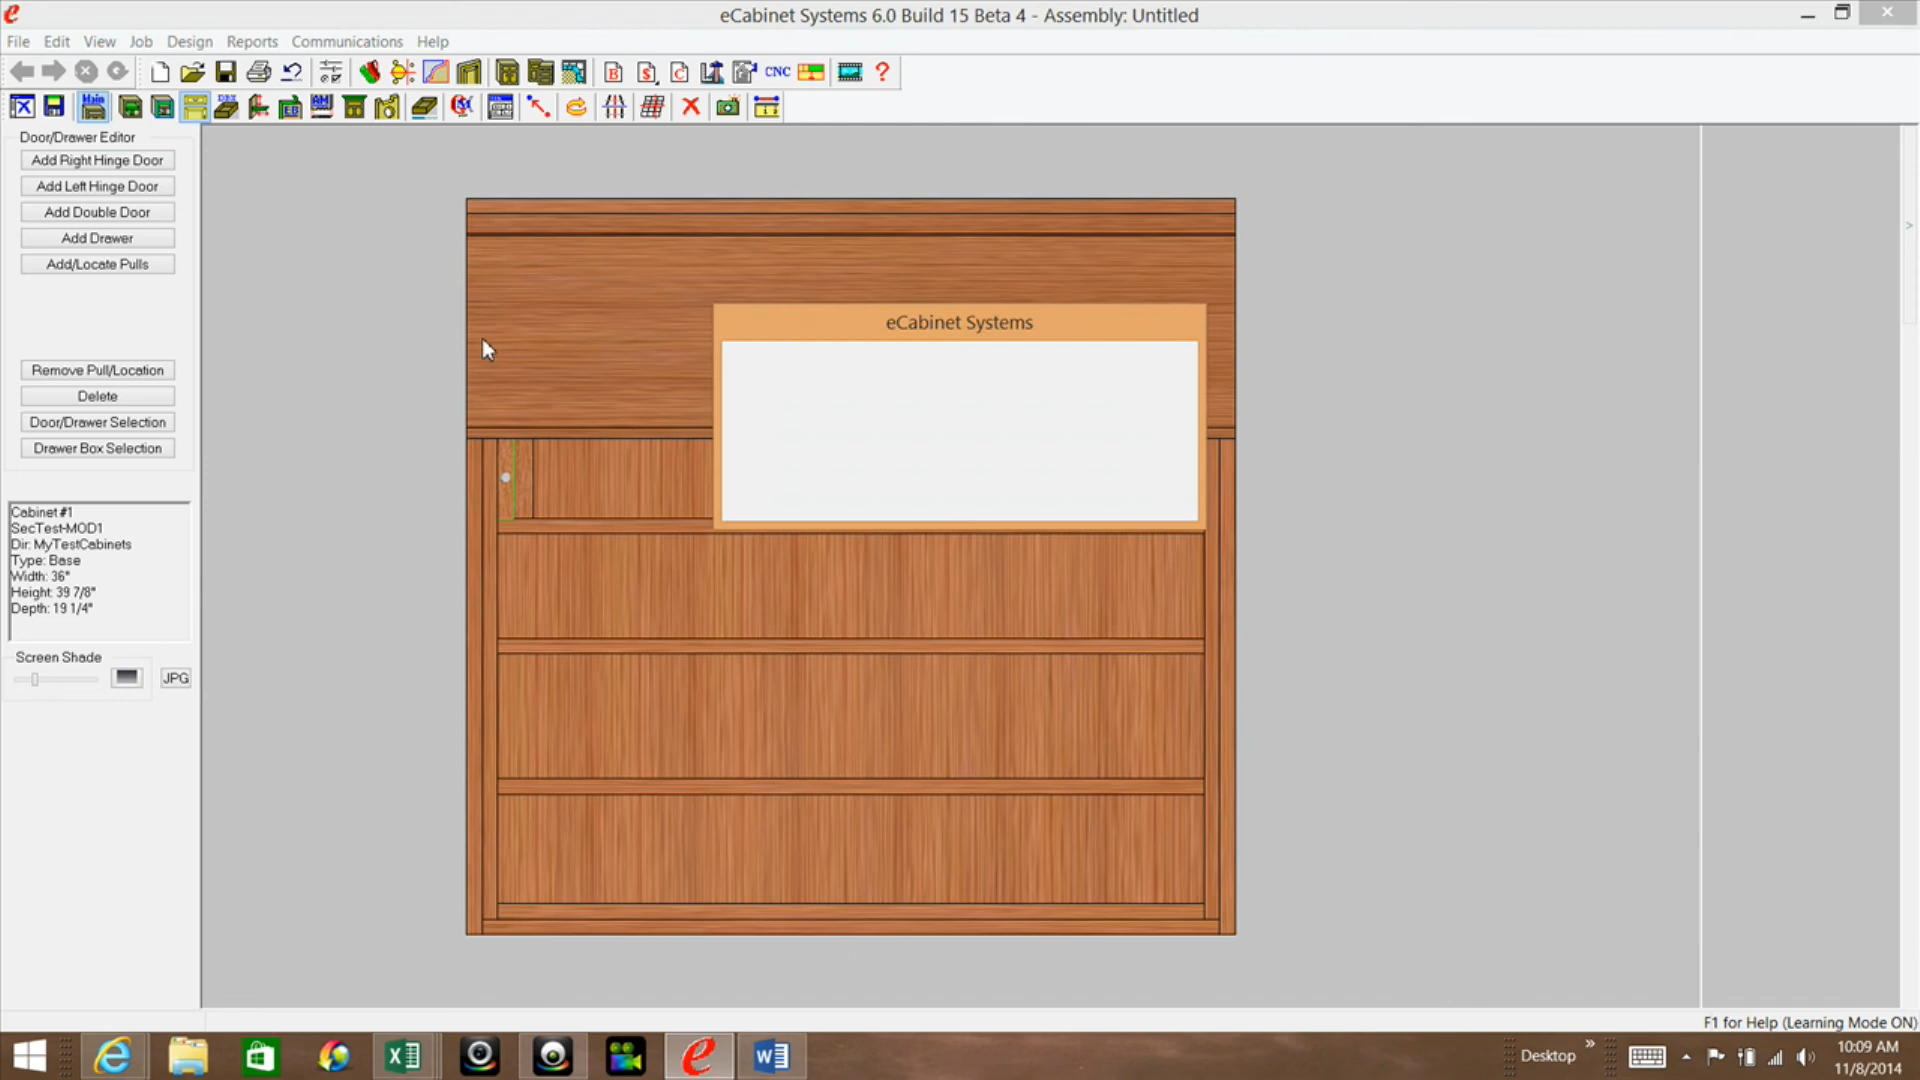 eCabinet Systems 6.0 Build 15 Beta 4 - Assembly: Untitled
File Edit View Job Design Reports Communications Help
B $ C CNC ?
Main EB
Door/Drawer Editor
Add Right Hinge Door
Add Left Hinge Door
Add Double Door
Add Drawer
Add/Locate Pulls
Remove Pull/Location
Delete
Door/Drawer Selection
Drawer Box Selection
eCabinet Systems
Cabinet #1
SecTest-MOD1
Dir: MyTestCabinets
Type: Base
Width: 36"
Height: 39 7/8"
Depth: 19 1/4"
Screen Shade
JPG
F1 for Help (Learning Mode ON)
Desktop
10:09 AM
11/8/2014